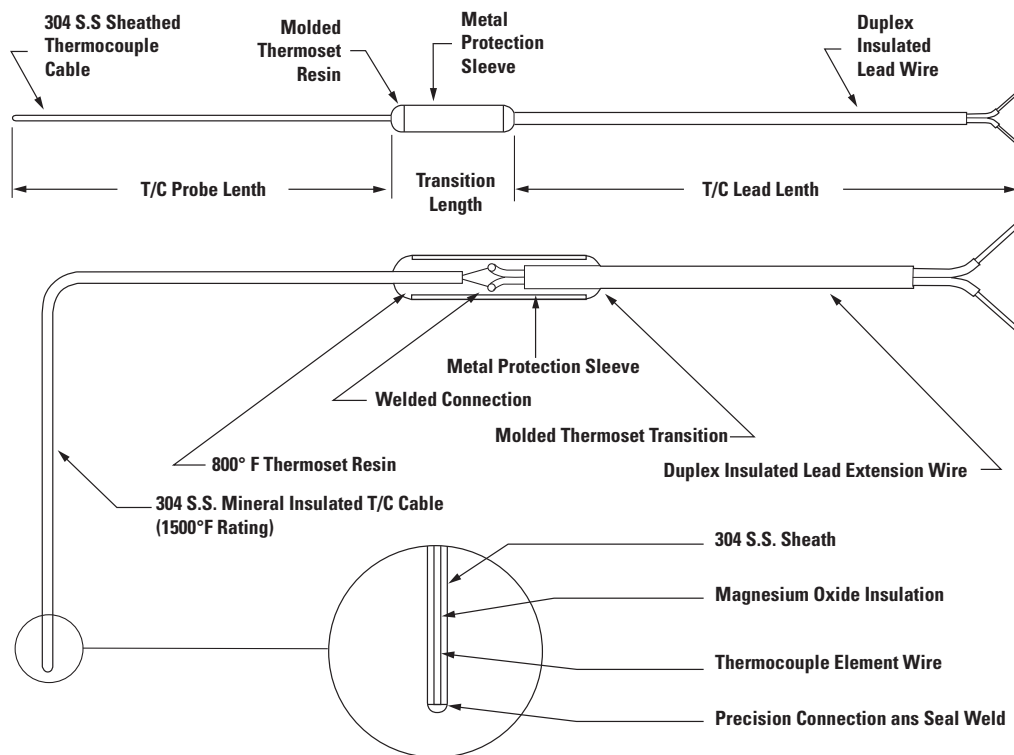 304 S.S Sheathed
Thermocouple
Cable
Molded
Thermoset
Resin
Metal
Protection
Sleeve
Duplex
Insulated
Lead Wire
T/C Probe Lenth
Transition
Length
T/C Lead Lenth
Metal Protection Sleeve
Welded Connection
Molded Thermoset Transition
800° F Thermoset Resin
Duplex Insulated Lead Extension Wire
304 S.S. Mineral Insulated T/C Cable
(1500°F Rating)
304 S.S. Sheath
Magnesium Oxide Insulation
Thermocouple Element Wire
Precision Connection ans Seal Weld